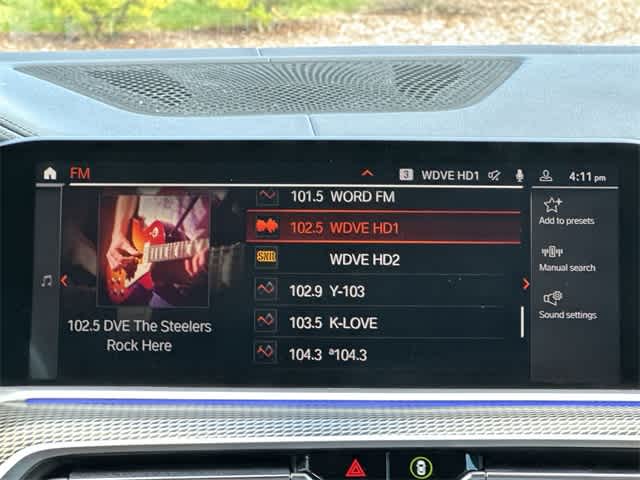 FM
3 WDVE HD1
4:11 pm
101.5 WORD FM
102.5 WDVE HD1
SNR WDVE HD2
102.9 Y-103
103.5 K-LOVE
104.3 ª104.3
102.5 DVE The Steelers
Rock Here
Add to presets
Manual search
Sound settings